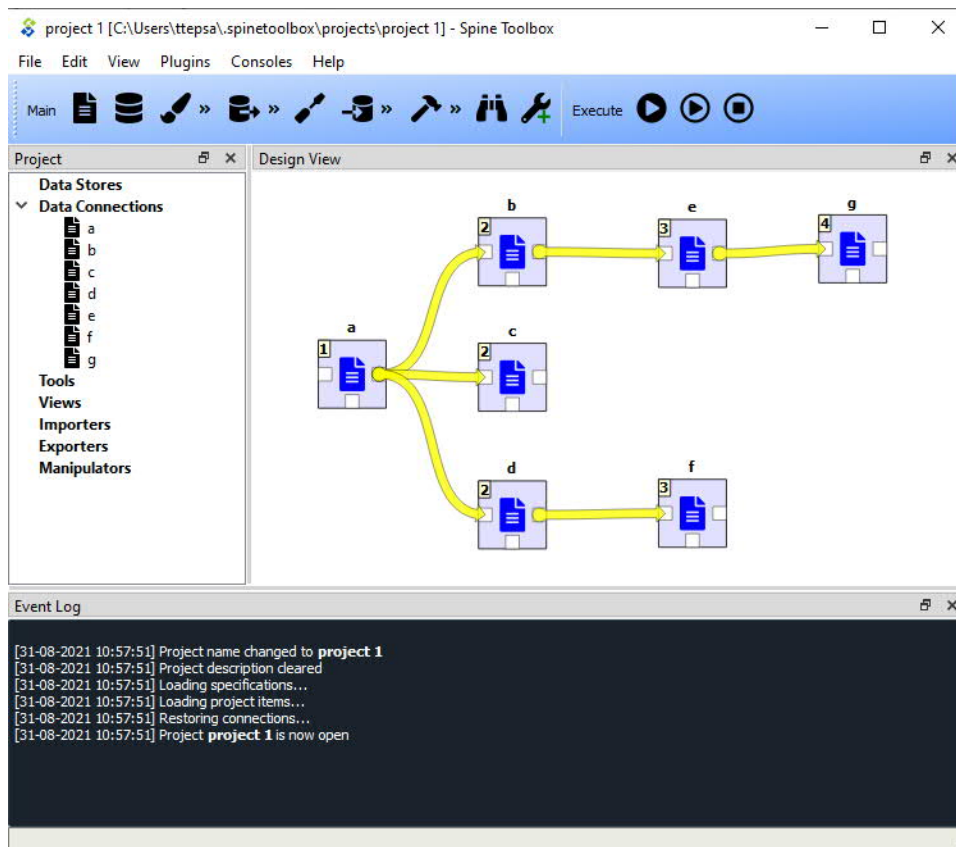 project 1 [C:\Users\ttepsa\.spinetoolbox\projects\project 1] - Spine Toolbox
File Edit View Plugins Consoles Help
Main Execute
Project
Data Stores
Data Connections
a
b
c
d
e
f
g
Tools
Views
Importers
Exporters
Manipulators
Design View
b
2
e
3
g
4
a
1
c
2
d
2
f
3
Event Log
[31-08-2021 10:57:51] Project name changed to project 1
[31-08-2021 10:57:51] Project description cleared
[31-08-2021 10:57:51] Loading specifications...
[31-08-2021 10:57:51] Loading project items...
[31-08-2021 10:57:51] Restoring connections...
[31-08-2021 10:57:51] Project project 1 is now open